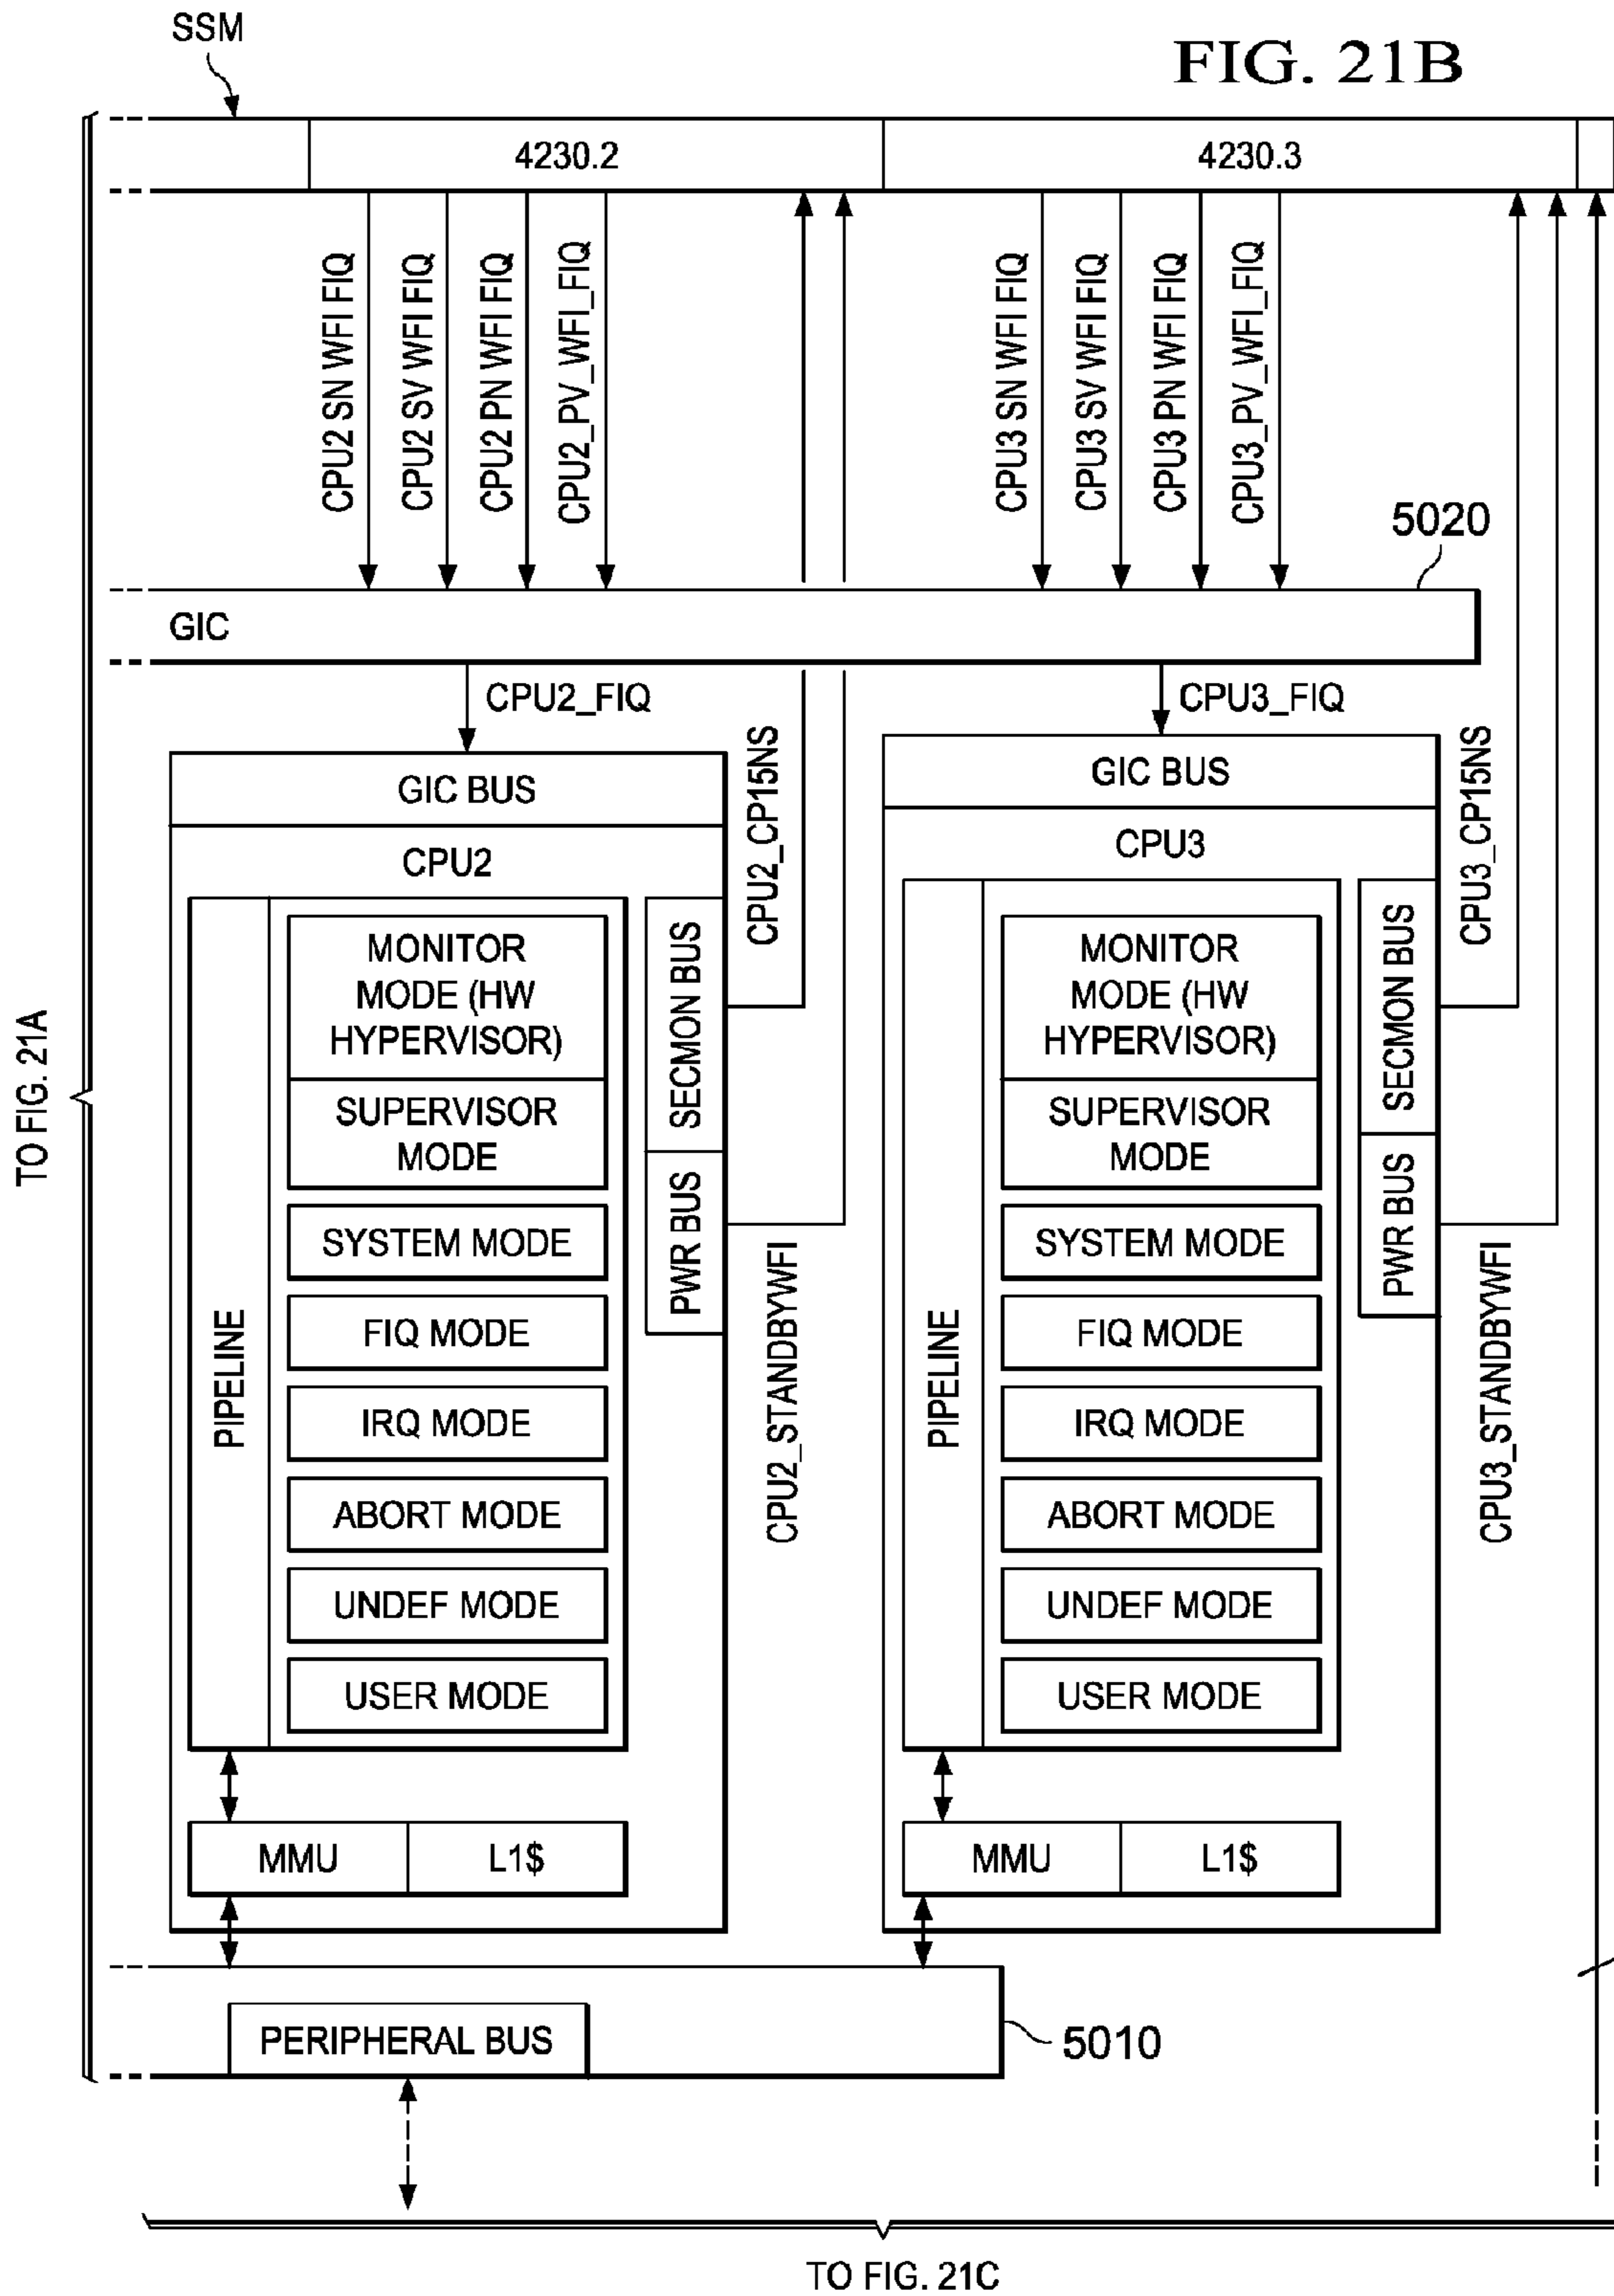 SSM
FIG. 21B
4230.2
4230.3
CPU2 SN WFI FIQ
CPU2 SV WFI FIQ
CPU2 PN WFI FIQ
CPU2_PV_WFI_FIQ
CPU3 SN WFI FIQ
CPU3 SV WFI FIQ
CPU3 PN WFI FIQ
CPU3_PV_WFI_FIQ
5020
GIC
CPU2_FIQ
CPU3_FIQ
GIC BUS
CPU2
PIPELINE
MONITOR
MODE (HW
HYPERVISOR)
SUPERVISOR
MODE
SYSTEM MODE
FIQ MODE
IRQ MODE
ABORT MODE
UNDEF MODE
USER MODE
SECMON BUS
PWR BUS
CPU2_CP15NS
CPU2_STANDBYWFI
MMU
L1$
GIC BUS
CPU3
PIPELINE
MONITOR
MODE (HW
HYPERVISOR)
SUPERVISOR
MODE
SYSTEM MODE
FIQ MODE
IRQ MODE
ABORT MODE
UNDEF MODE
USER MODE
SECMON BUS
PWR BUS
CPU3_CP15NS
CPU3_STANDBYWFI
MMU
L1$
PERIPHERAL BUS
5010
TO FIG. 21A
TO FIG. 21C